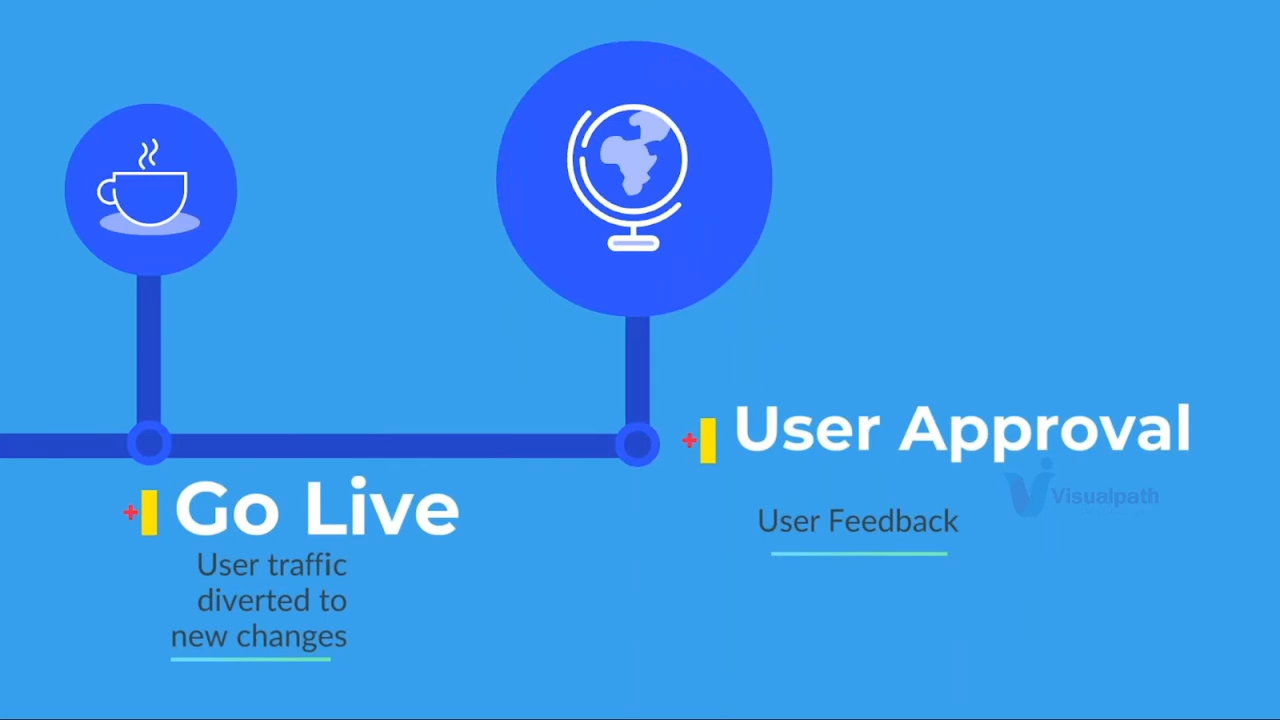 Go Live
User traffic
diverted to
new changes
User Approval
User Feedback
Visualpath